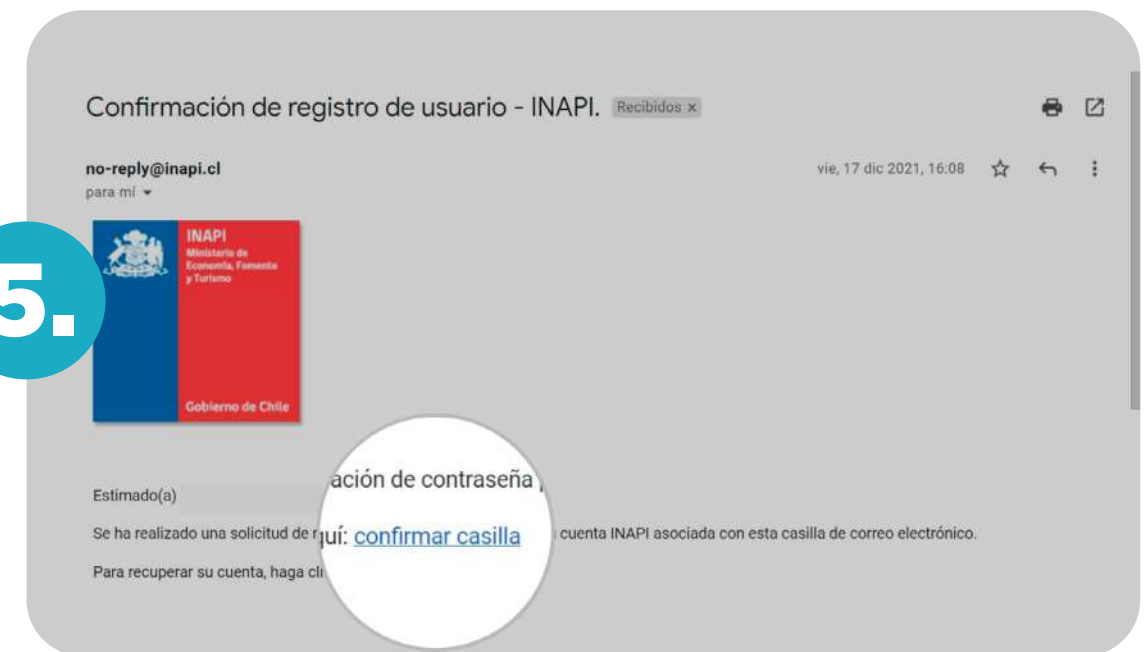 Confirmación de registro de usuario - INAPI. Recibidos x
no-reply@inapi.cl vie, 17 dic 2021, 16:08
para mí
INAPI
Ministerio de
Economía, Fomento
y Turismo
5.
Gobierno de Chile
ación de contraseña
Estimado(a)
Se ha realizado una solicitud de quí: confirmar casilla cuenta INAPI asociada con esta casilla de correo electrónico.
Para recuperar su cuenta, haga cli